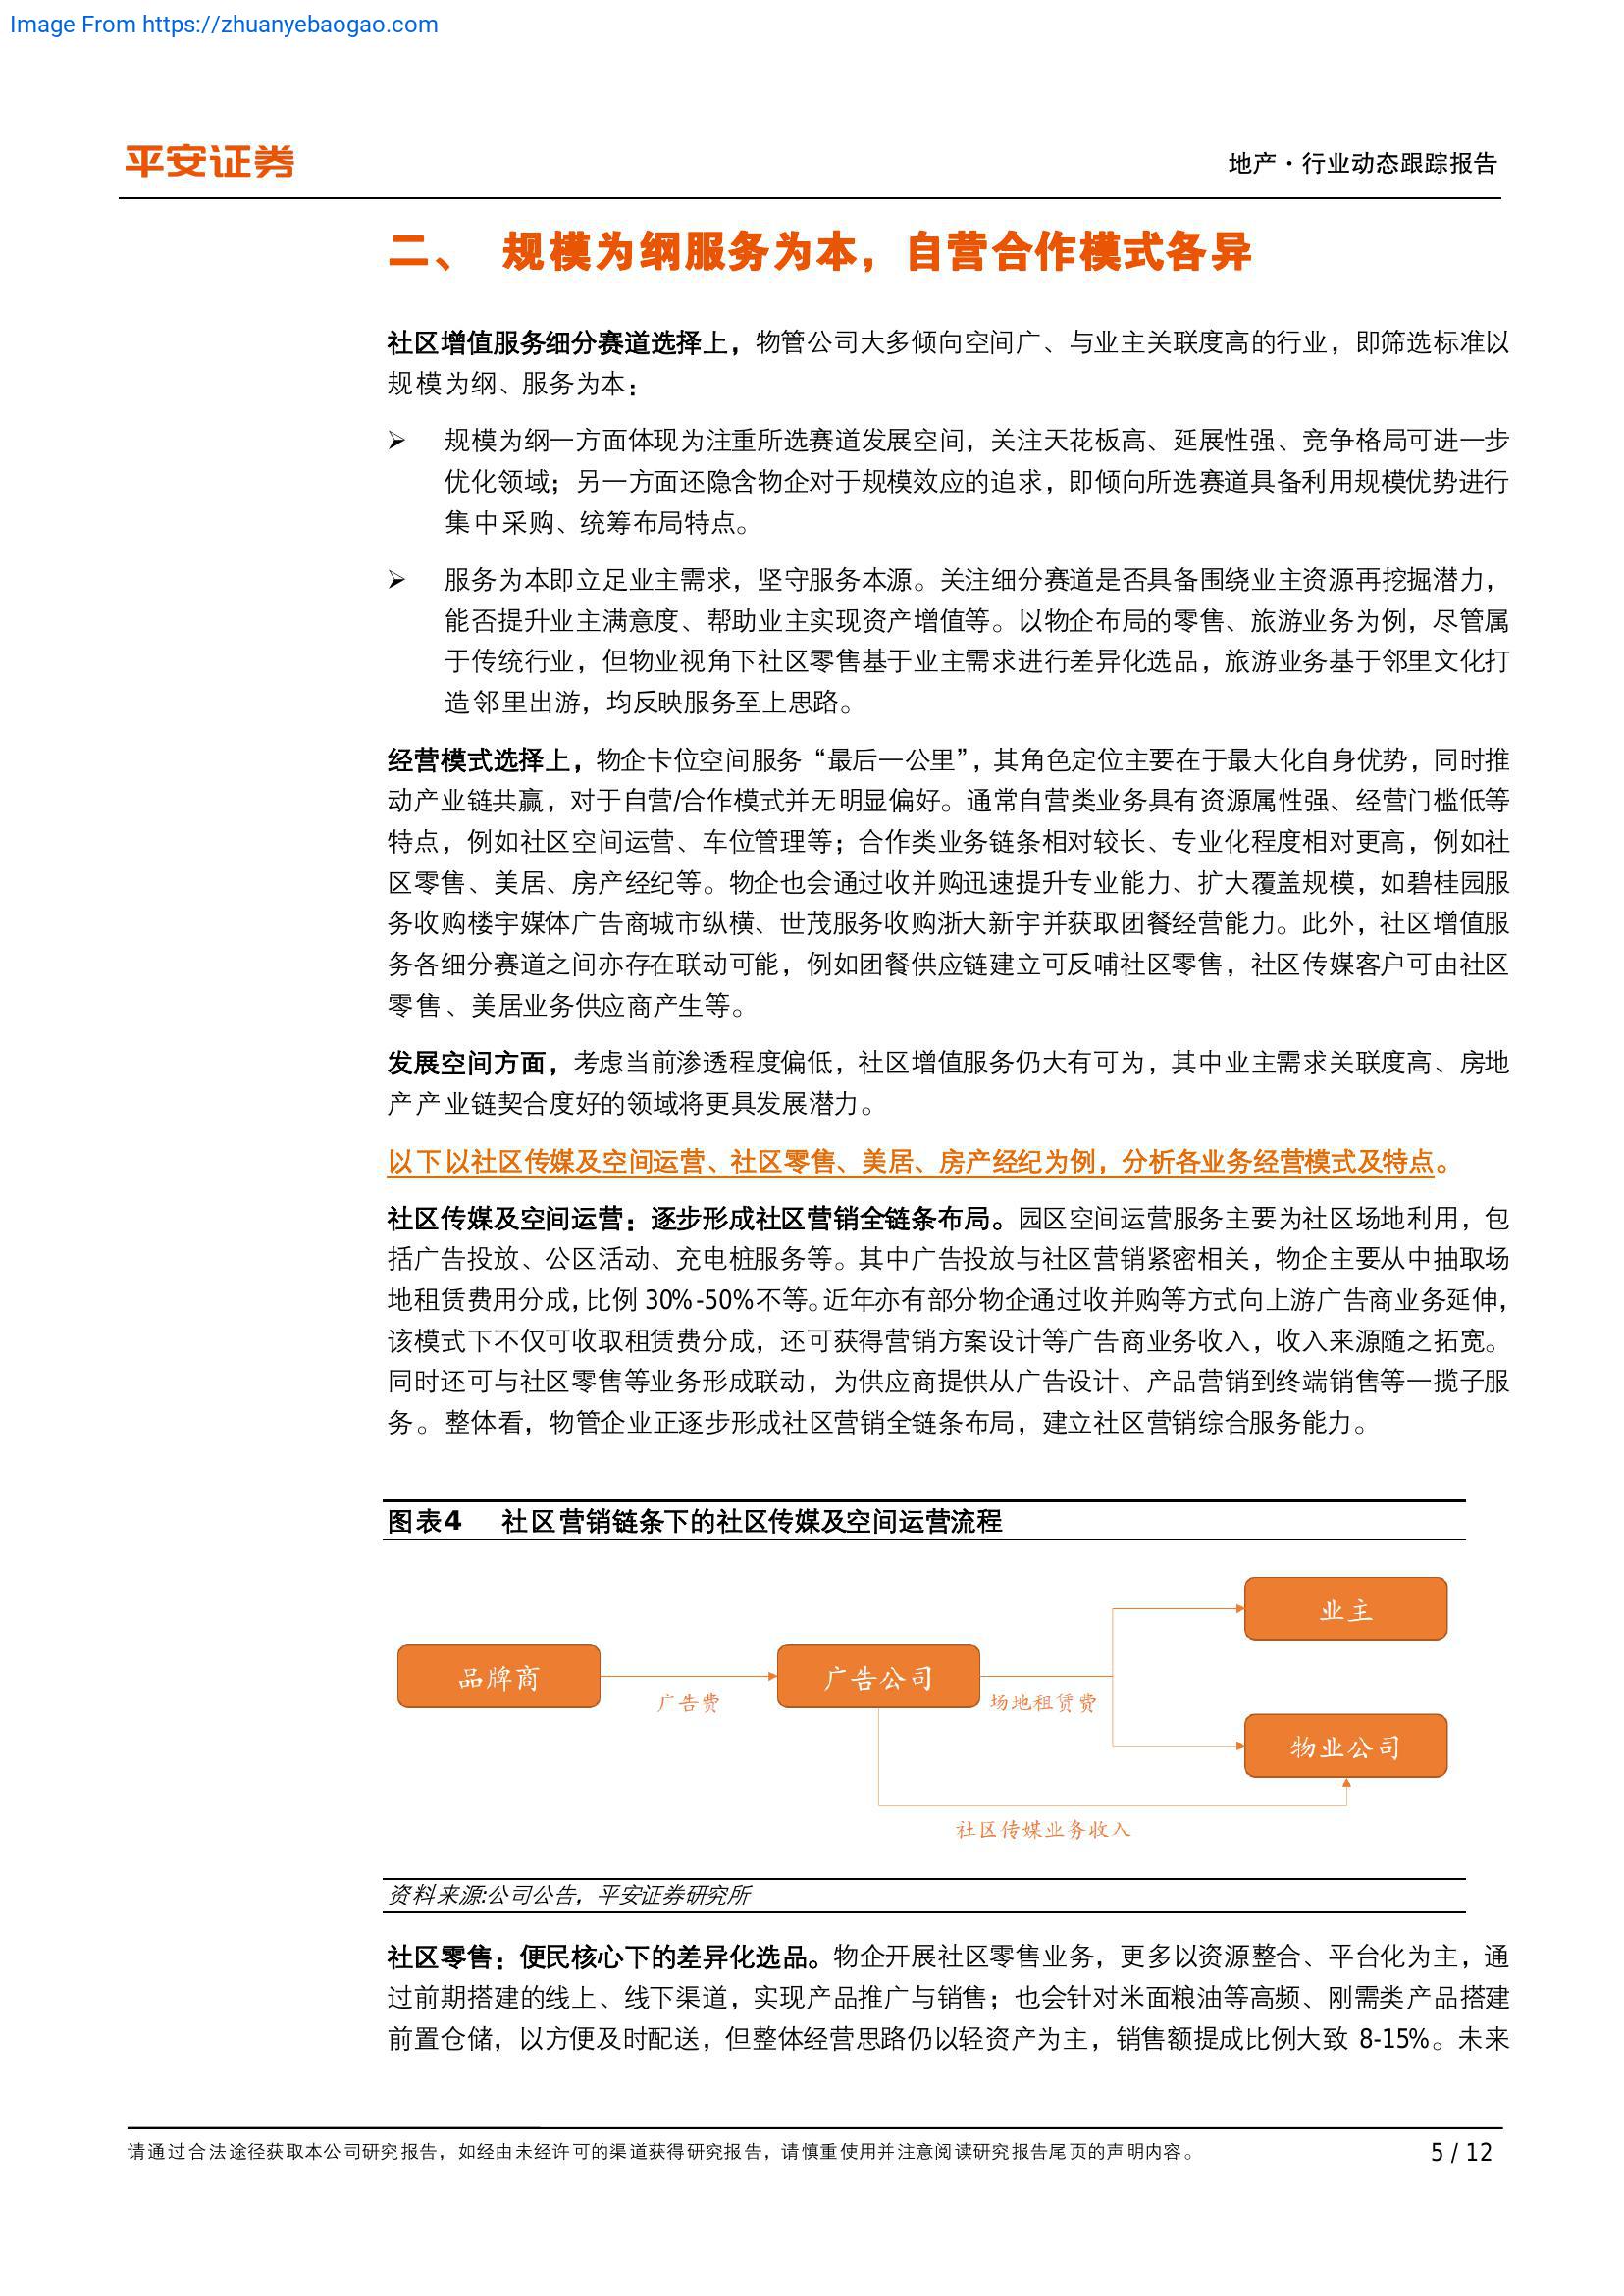 Image From https://zhuanyebaogao.com
平安证券
地产·行业动态跟踪报告
二、 规模为纲服务为本，自营合作模式各异
社区增值服务细分赛道选择上，物管公司大多倾向空间广、与业主关联度高的行业，即筛选标准以
规模为纲、服务为本：
➢ 规模为纲一方面体现为注重所选赛道发展空间，关注天花板高、延展性强、竞争格局可进一步
优化领域；另一方面还隐含物企对于规模效应的追求，即倾向所选赛道具备利用规模优势进行
集中采购、统筹布局特点。
➢ 服务为本即立足业主需求，坚守服务本源。关注细分赛道是否具备围绕业主资源再挖掘潜力，
能否提升业主满意度、帮助业主实现资产增值等。以物企布局的零售、旅游业务为例，尽管属
于传统行业，但物业视角下社区零售基于业主需求进行差异化选品，旅游业务基于邻里文化打
造邻里出游，均反映服务至上思路。
经营模式选择上，物企卡位空间服务“最后一公里”，其角色定位主要在于最大化自身优势，同时推
动产业链共赢，对于自营/合作模式并无明显偏好。通常自营类业务具有资源属性强、经营门槛低等
特点，例如社区空间运营、车位管理等；合作类业务链条相对较长、专业化程度相对更高，例如社
区零售、美居、房产经纪等。物企也会通过收并购迅速提升专业能力、扩大覆盖规模，如碧桂园服
务收购楼宇媒体广告商城市纵横、世茂服务收购浙大新宇并获取团餐经营能力。此外，社区增值服
务各细分赛道之间亦存在联动可能，例如团餐供应链建立可反哺社区零售，社区传媒客户可由社区
零售、美居业务供应商产生等。
发展空间方面，考虑当前渗透程度偏低，社区增值服务仍大有可为，其中业主需求关联度高、房地
产产业链契合度好的领域将更具发展潜力。
以下以社区传媒及空间运营、社区零售、美居、房产经纪为例，分析各业务经营模式及特点。
社区传媒及空间运营：逐步形成社区营销全链条布局。园区空间运营服务主要为社区场地利用，包
括广告投放、公区活动、充电桩服务等。其中广告投放与社区营销紧密相关，物企主要从中抽取场
地租赁费用分成，比例 30%-50%不等。近年亦有部分物企通过收并购等方式向上游广告商业务延伸，
该模式下不仅可收取租赁费分成，还可获得营销方案设计等广告商业务收入，收入来源随之拓宽。
同时还可与社区零售等业务形成联动，为供应商提供从广告设计、产品营销到终端销售等一揽子服
务。整体看，物管企业正逐步形成社区营销全链条布局，建立社区营销综合服务能力。
图表4 社区营销链条下的社区传媒及空间运营流程
业主
品牌商
广告公司
广告费
场地租赁费
物业公司
社区传媒业务收入
资料来源:公司公告，平安证券研究所
社区零售：便民核心下的差异化选品。物企开展社区零售业务，更多以资源整合、平台化为主，通
过前期搭建的线上、线下渠道，实现产品推广与销售；也会针对米面粮油等高频、刚需类产品搭建
前置仓储，以方便及时配送，但整体经营思路仍以轻资产为主，销售额提成比例大致 8-15%。未来
请通过合法途径获取本公司研究报告，如经由未经许可的渠道获得研究报告，请慎重使用并注意阅读研究报告尾页的声明内容。
5 / 12